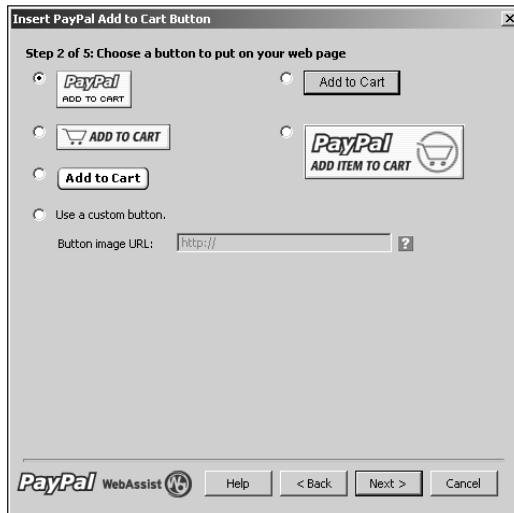 Insert PayPal Add to Cart Button
Step 2 of 5: Choose a button to put on your web page
PayPal
ADD TO CART
Add to Cart
ADD TO CART
PayPal
ADD ITEM TO CART
Add to Cart
Use a custom button.
Button image URL: http:// ?
PayPal WebAssist Help < Back Next > Cancel